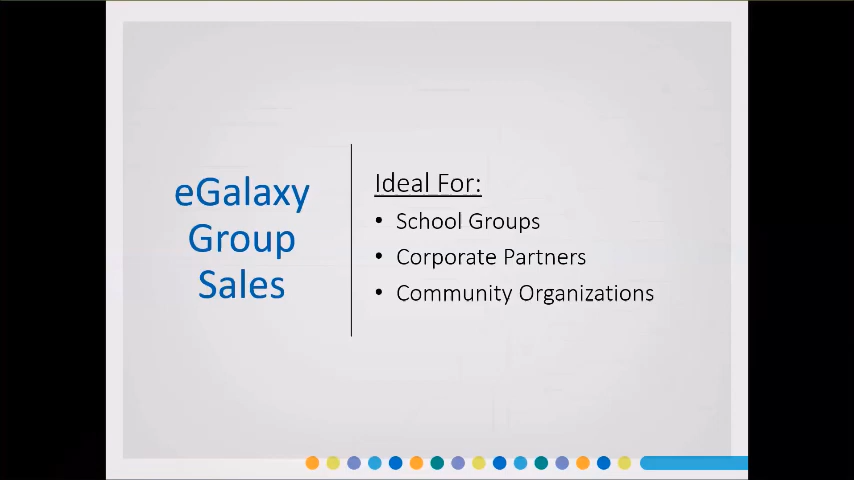 eGalaxy
Group
Sales
Ideal For:
• School Groups
• Corporate Partners
• Community Organizations